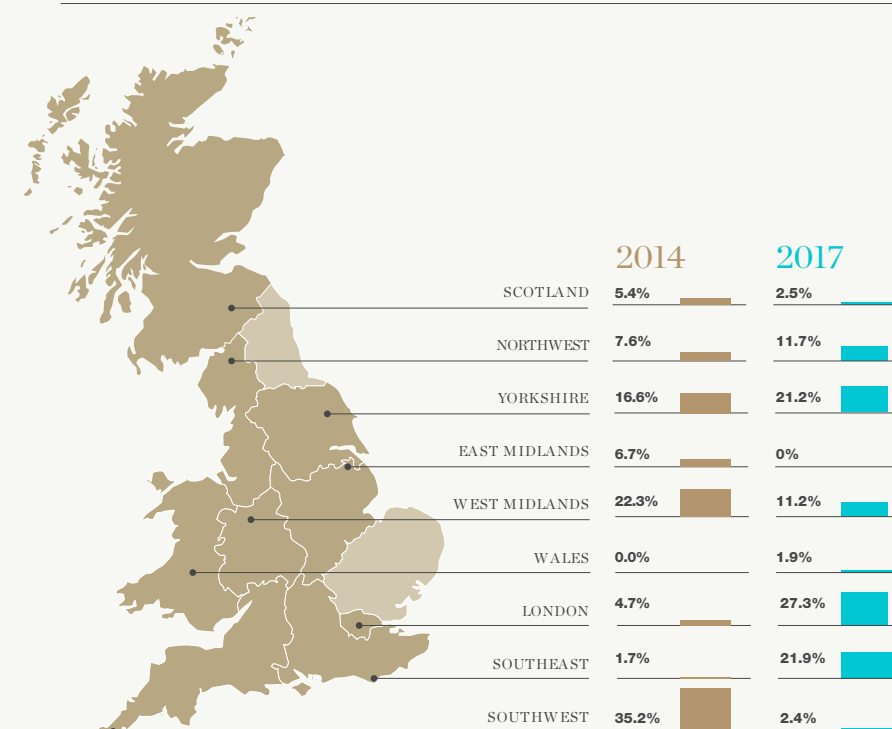 2014 2017
SCOTLAND 5.4% 2.5%
NORTHWEST 7.6% 11.7%
YORKSHIRE 16.6% 21.2%
EAST MIDLANDS 6.7% 0%
WEST MIDLANDS 22.3% 11.2%
WALES 0.0% 1.9%
LONDON 4.7% 27.3%
SOUTHEAST 1.7% 21.9%
SOUTHWEST 35.2% 2.4%